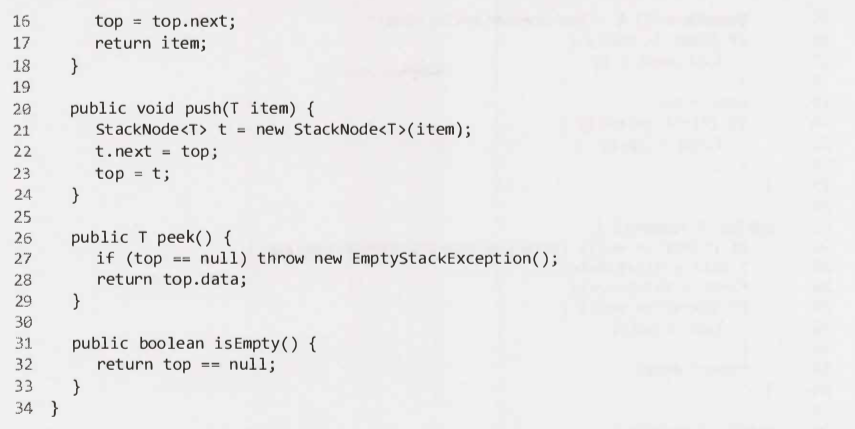 16 top = top.next;
17 return item;
18 }
19
20 public void push(T item) {
21 StackNode<T> t = new StackNode<T>(item);
22 t.next = top;
23 top = t;
24 }
25
26 public T peek() {
27 if (top == null) throw new EmptyStackException();
28 return top.data;
29 }
30
31 public boolean isEmpty() {
32 return top == null;
33 }
34 }